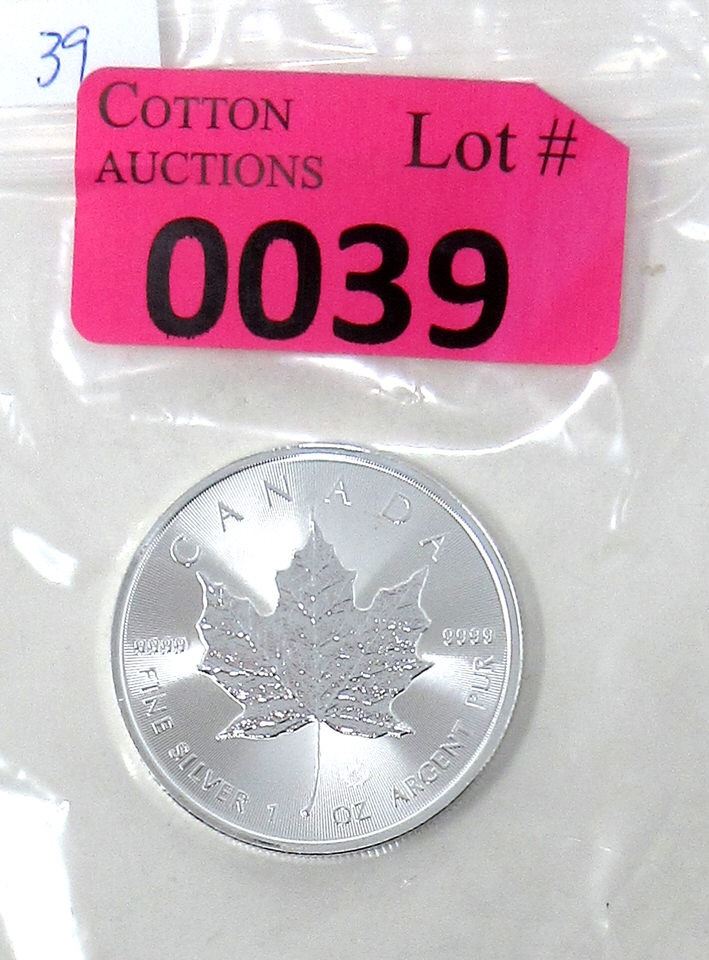 39
COTTON
AUCTIONS
Lot #
0039
CANADA
9999
9999
FINE SILVER 1 OZ ARGENT PUR